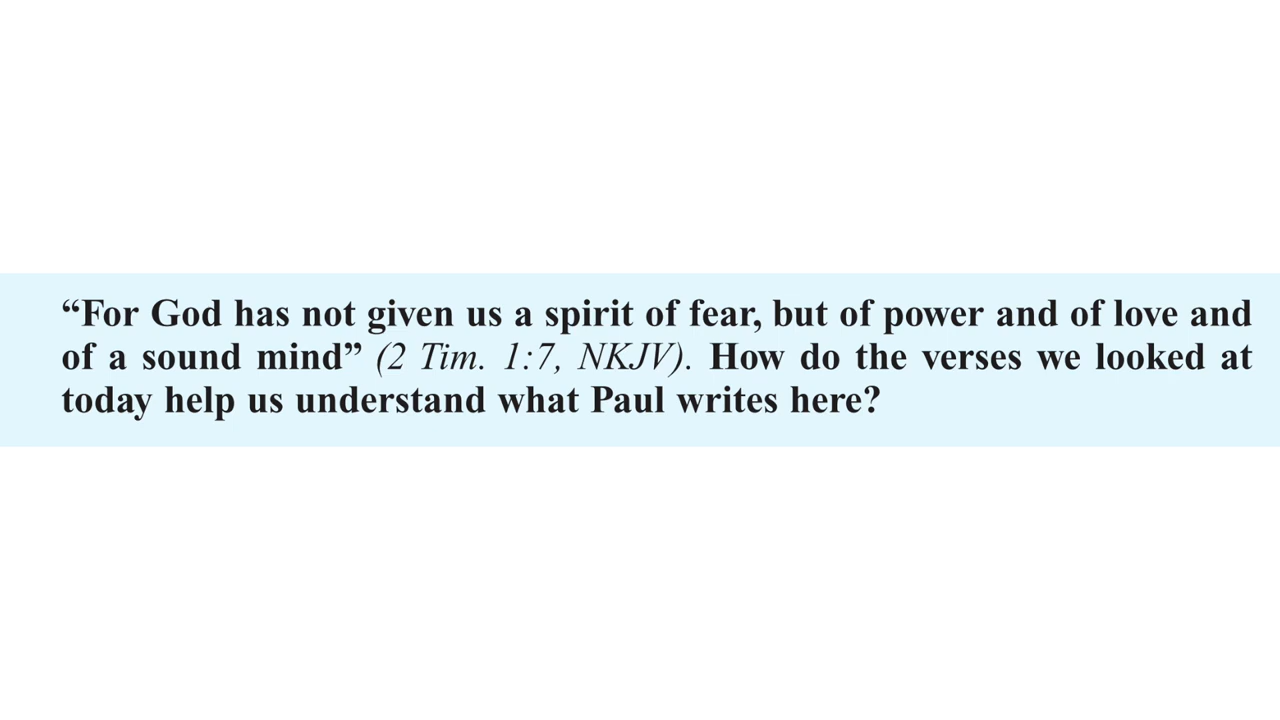 “For God has not given us a spirit of fear, but of power and of love and
of a sound mind” (2 Tim. 1:7, NKJV). How do the verses we looked at
today help us understand what Paul writes here?